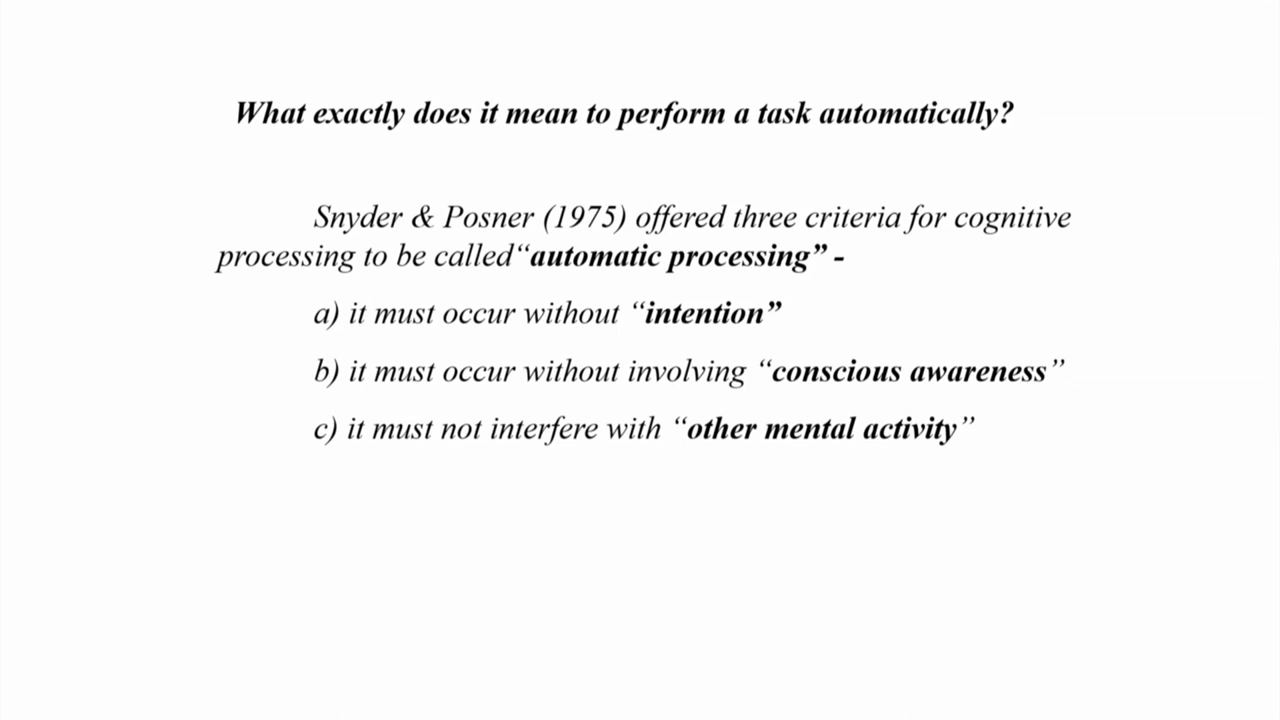 What exactly does it mean to perform a task automatically?
Snyder & Posner (1975) offered three criteria for cognitive
processing to be called “automatic processing” -
a) it must occur without “intention”
b) it must occur without involving “conscious awareness”
c) it must not interfere with “other mental activity”